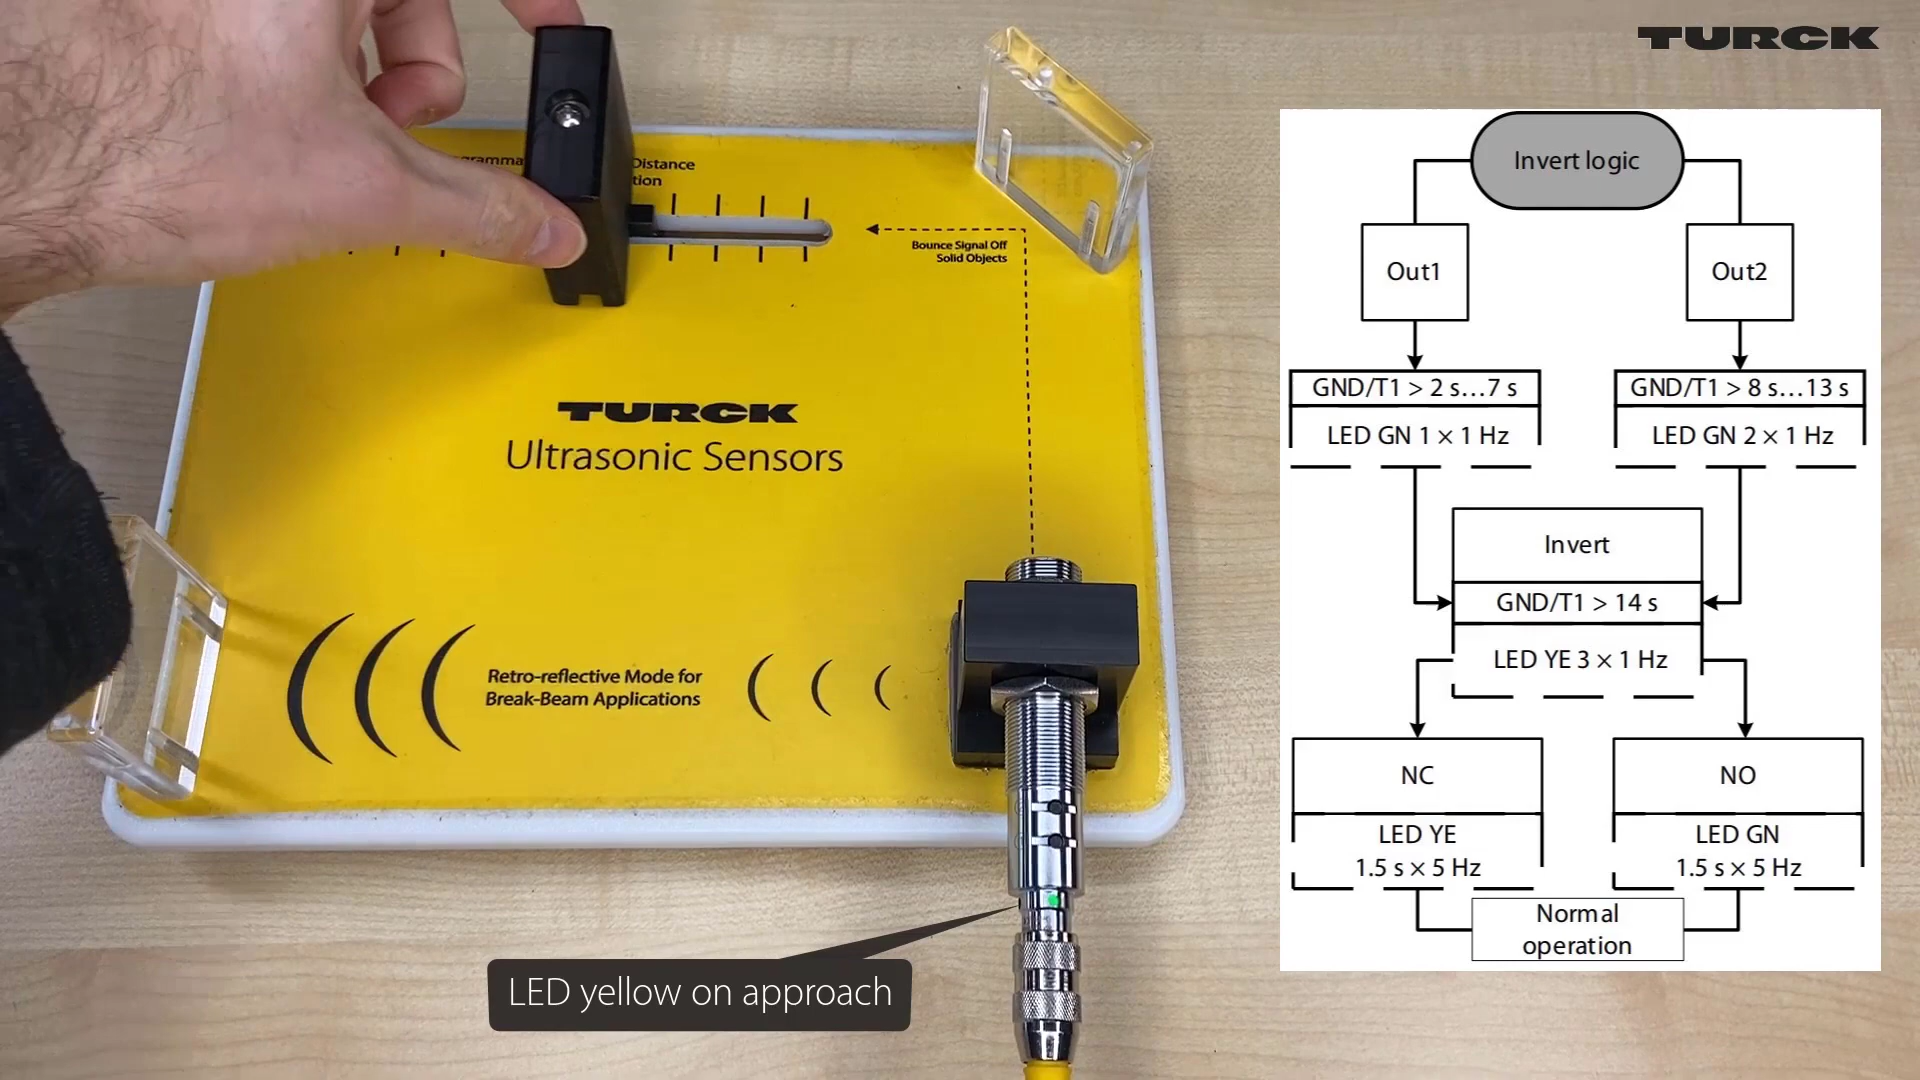 TURCK
Distance
Bounce Signal Off
Solid Objects
TURCK
Ultrasonic Sensors
Retro-reflective Mode for
Break-Beam Applications
LED yellow on approach
Invert logic
Out1
Out2
GND/T1 > 2 s…7 s
LED GN 1 × 1 Hz
GND/T1 > 8 s…13 s
LED GN 2 × 1 Hz
Invert
GND/T1 > 14 s
LED YE 3 × 1 Hz
NC
LED YE
1.5 s × 5 Hz
NO
LED GN
1.5 s × 5 Hz
Normal
operation